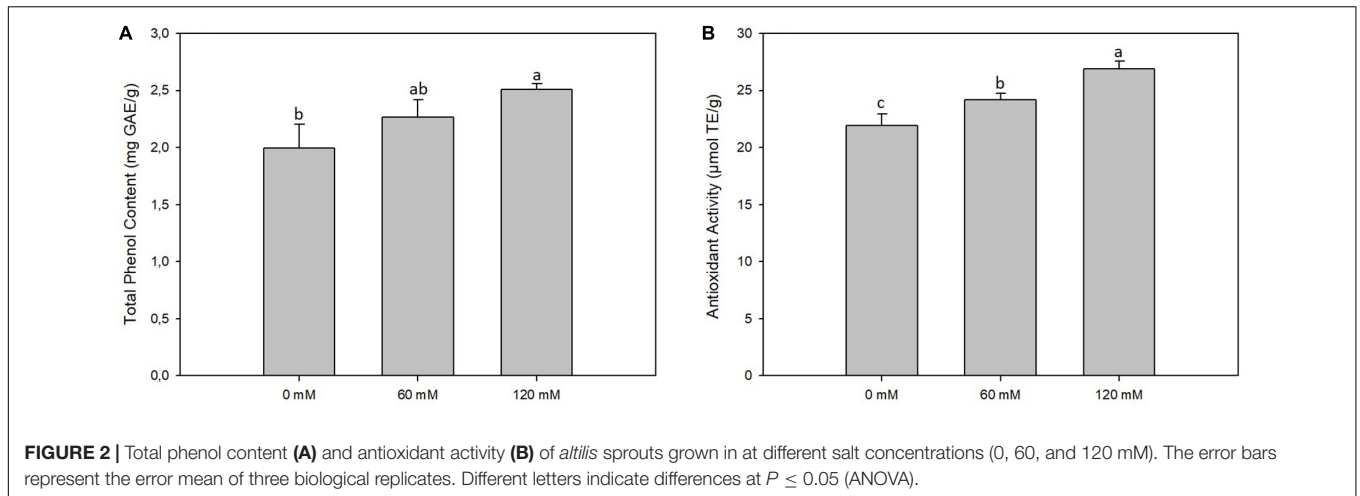 A
3,0
2,5
2,0
1,5
1,0
0,5
0,0
Total Phenol Content (mg GAE/g)
b
ab
a
0 mM
60 mM
120 mM
B
30
25
20
15
10
5
0
Antioxidant Activity (µmol TE/g)
c
b
a
0 mM
60 mM
120 mM
FIGURE 2 | Total phenol content (A) and antioxidant activity (B) of altilis sprouts grown in at different salt concentrations (0, 60, and 120 mM). The error bars
represent the error mean of three biological replicates. Different letters indicate differences at P ≤ 0.05 (ANOVA).